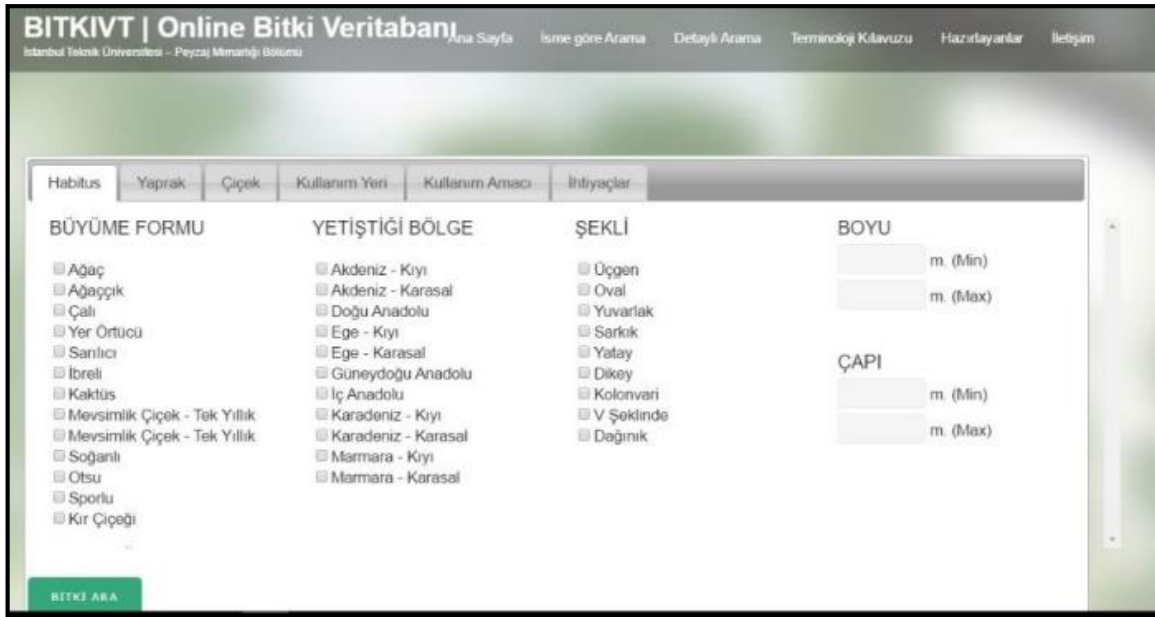 BITKIVT | Online Bitki Veritabanı
İstanbul Teknik Üniversitesi – Peyzaj Mimarlığı Bölümü
Ana Sayfa İsme göre Arama Detaylı Arama Terminoloji Kılavuzu Hazırlayanlar İletişim
Habitus Yaprak Çiçek Kullanım Yeri Kullanım Amacı İhtiyaçlar
BÜYÜME FORMU
Ağaç
Ağaççık
Çalı
Yer Örtücü
Sarılıcı
İbreli
Kaktüs
Mevsimlik Çiçek - Tek Yıllık
Mevsimlik Çiçek - Tek Yıllık
Soğanlı
Otsu
Sporlu
Kır Çiçeği
YETİŞTİĞİ BÖLGE
Akdeniz - Kıyı
Akdeniz - Karasal
Doğu Anadolu
Ege - Kıyı
Ege - Karasal
Güneydoğu Anadolu
İç Anadolu
Karadeniz - Kıyı
Karadeniz - Karasal
Marmara - Kıyı
Marmara - Karasal
ŞEKLİ
Üçgen
Oval
Yuvarlak
Sarkık
Yatay
Dikey
Kolonvari
V Şeklinde
Dağınık
BOYU
m. (Min)
m. (Max)
ÇAPI
m. (Min)
m. (Max)
BİTKİ ARA